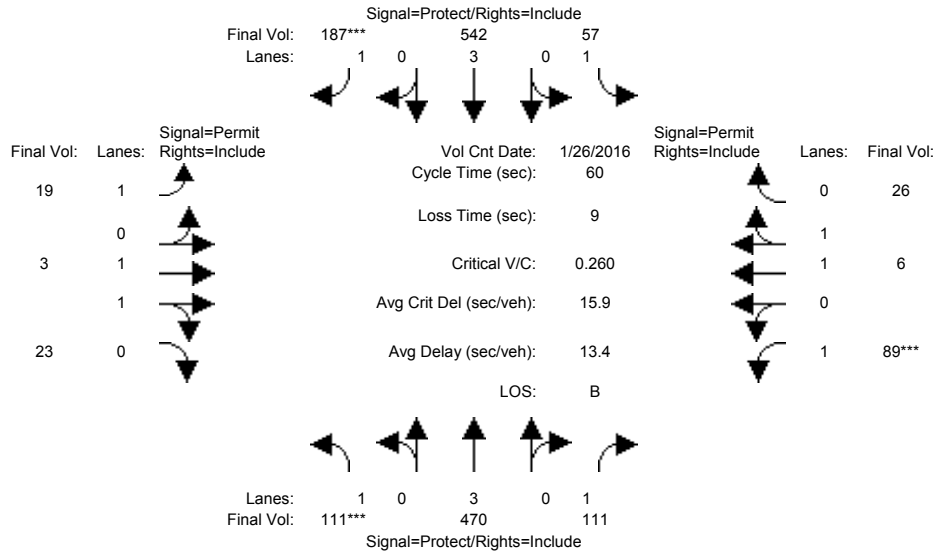 Signal=Protect/Rights=Include
Final Vol: 187*** 542 57
Lanes: 1 0 3 0 1
Signal=Permit Signal=Permit
Final Vol: Lanes: Rights=Include Vol Cnt Date: 1/26/2016 Rights=Include Lanes: Final Vol:
Cycle Time (sec): 60
19 1 0 26
Loss Time (sec): 9
0 1
3 1 Critical V/C: 0.260 1 6
1 Avg Crit Del (sec/veh): 15.9 0
23 0 Avg Delay (sec/veh): 13.4 1 89***
LOS: B
Lanes: 1 0 3 0 1
Final Vol: 111*** 470 111
Signal=Protect/Rights=Include